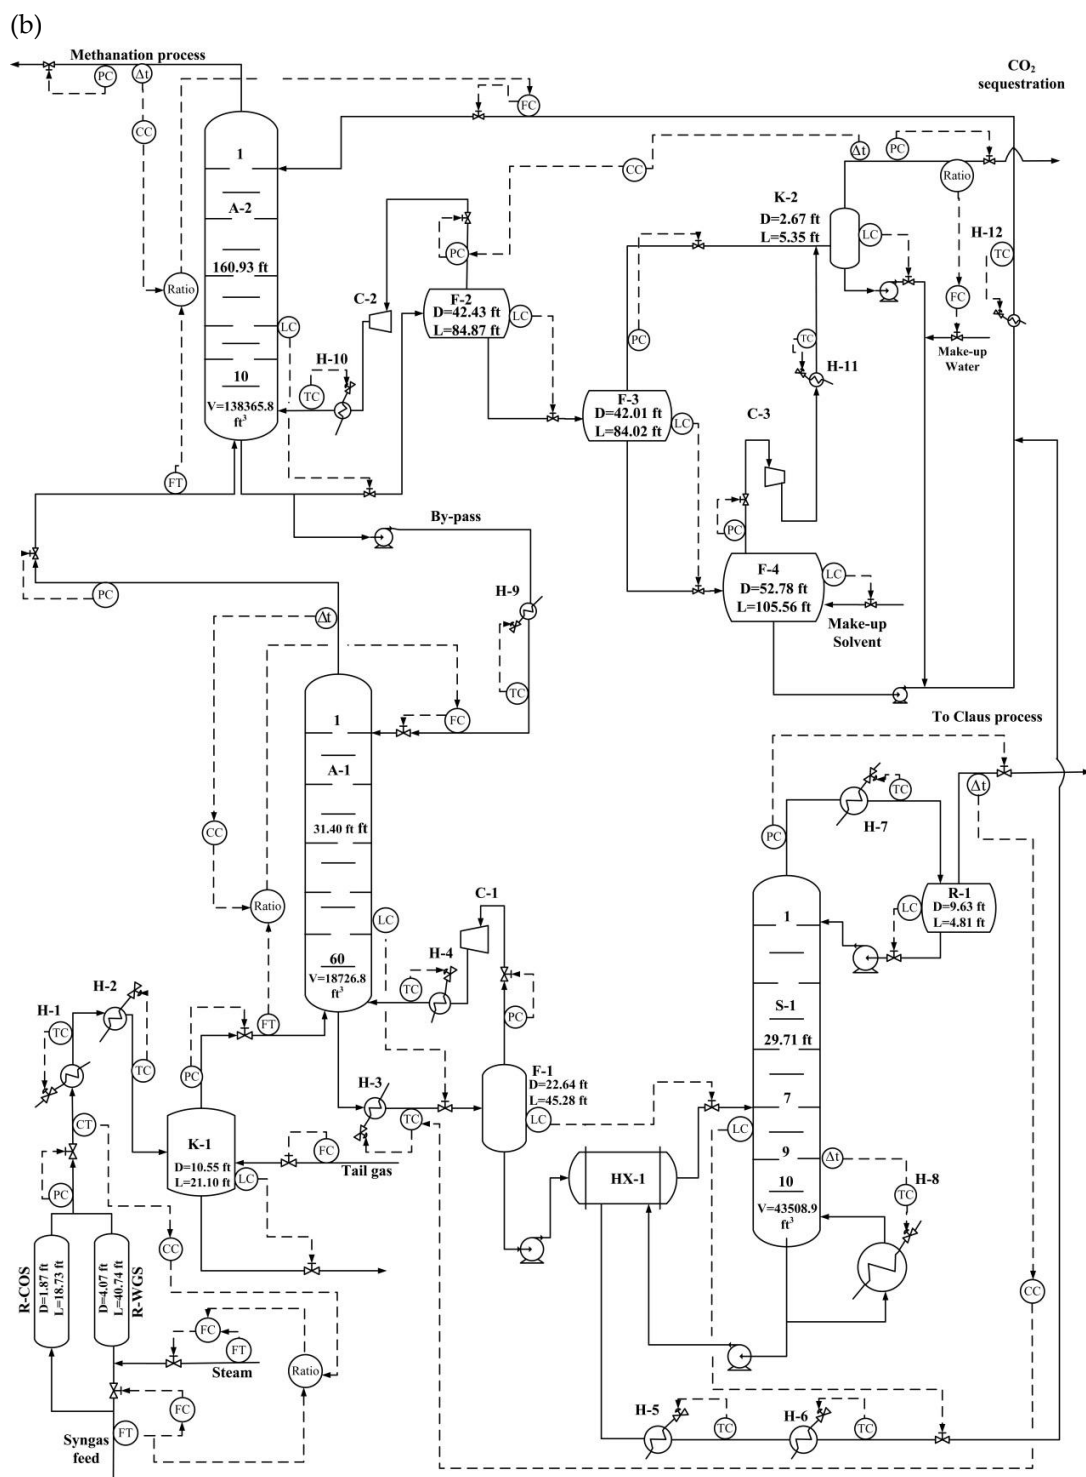 (b)
Methanation process
PC
Δt
CC
FC
CO₂
sequestration
1
A-2
160.93 ft
Ratio
LC
10
V=138365.8
ft³
FT
CC
Δt
PC
Ratio
K-2
D=2.67 ft
L=5.35 ft
LC
H-12
TC
FC
Make-up
Water
PC
C-2
F-2
D=42.43 ft
L=84.87 ft
LC
H-10
TC
PC
TC
H-11
F-3
D=42.01 ft
L=84.02 ft
LC
C-3
By-pass
PC
F-4
D=52.78 ft
L=105.56 ft
LC
Make-up
Solvent
PC
Δt
H-9
TC
FC
1
A-1
31.40 ft ft
CC
Ratio
LC
60
V=18726.8
ft³
To Claus process
PC
TC
Δt
H-7
R-1
D=9.63 ft
L=4.81 ft
LC
1
S-1
29.71 ft
7
LC
9
Δt
10
V=43508.9
ft³
TC
H-8
C-1
H-4
TC
PC
F-1
D=22.64 ft
L=45.28 ft
LC
H-3
TC
H-2
H-1
TC
TC
FT
PC
CT
K-1
D=10.55 ft
L=21.10 ft
LC
FC
Tail gas
HX-1
PC
CC
CC
R-COS
D=1.87 ft
L=18.73 ft
D=4.07 ft
L=40.74 ft
R-WGS
FC
FT
Steam
Ratio
FC
Syngas
feed
FT
H-5
TC
H-6
TC